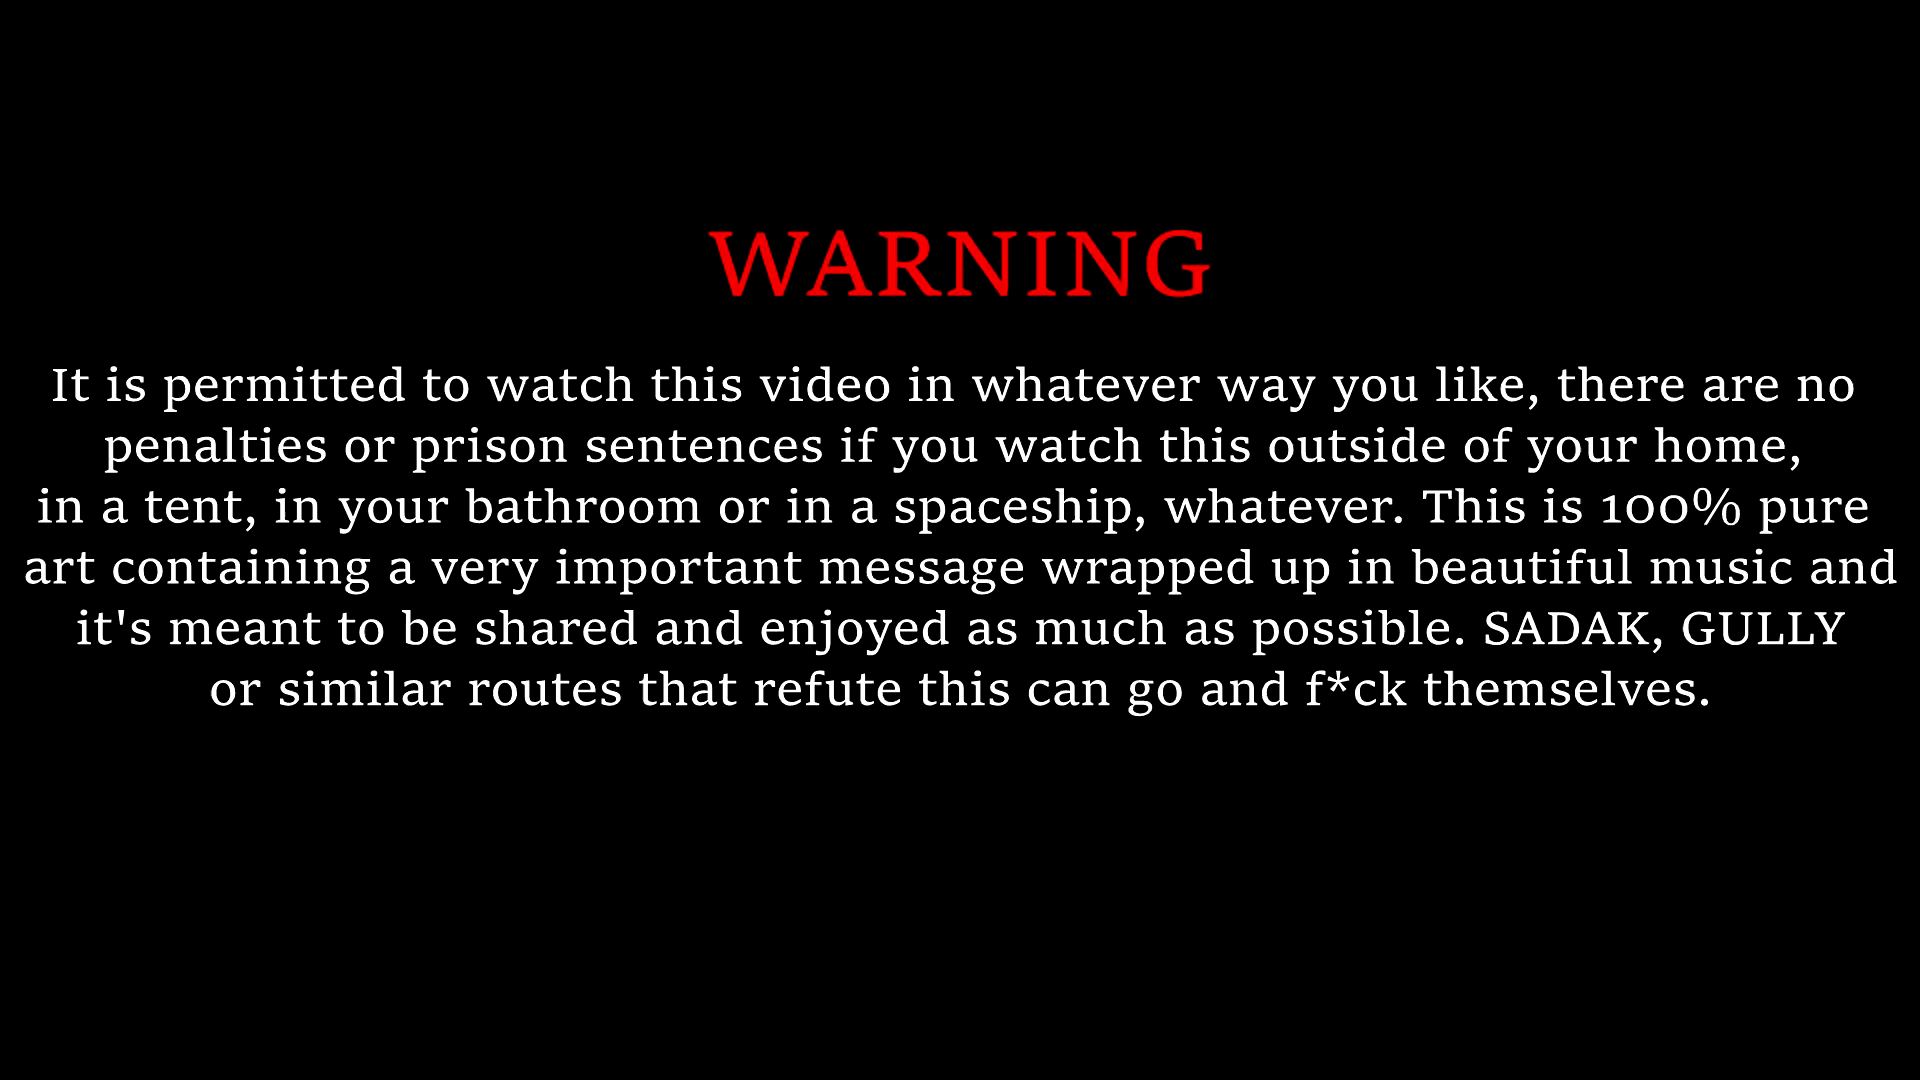 WARNING
It is permitted to watch this video in whatever way you like, there are no
penalties or prison sentences if you watch this outside of your home,
in a tent, in your bathroom or in a spaceship, whatever. This is 100% pure
art containing a very important message wrapped up in beautiful music and
it's meant to be shared and enjoyed as much as possible. SADAK, GULLY
or similar routes that refute this can go and f*ck themselves.